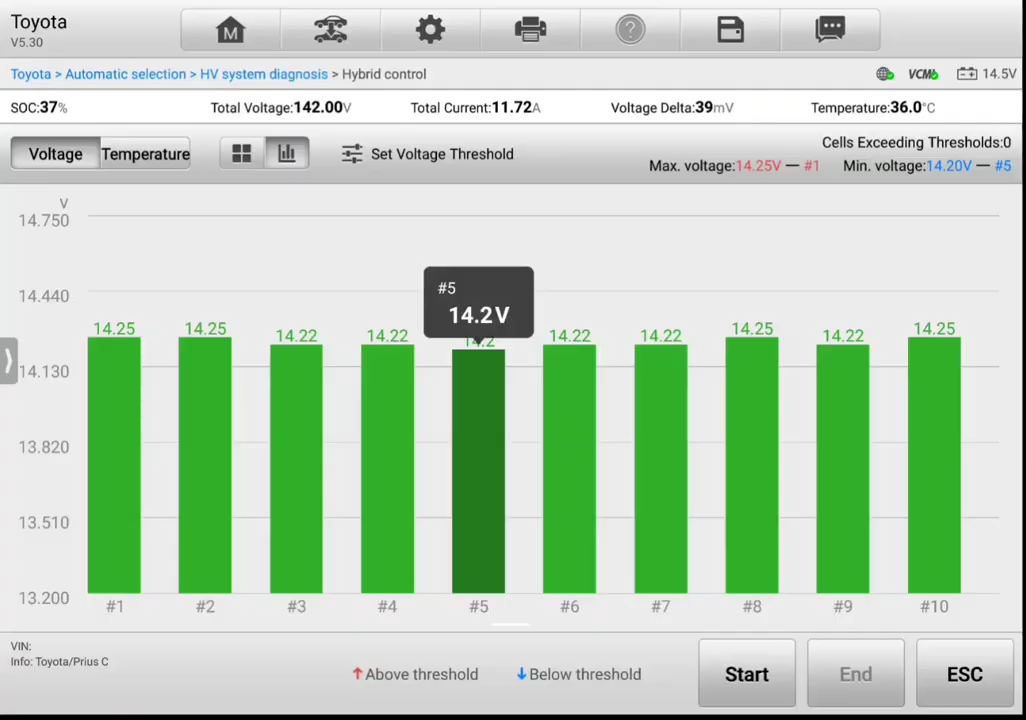 Toyota
V5.30
M
?
Toyota > Automatic selection > HV system diagnosis > Hybrid control
VCMI
14.5V
SOC:37%
Total Voltage:142.00V
Total Current:11.72A
Voltage Delta:39mV
Temperature:36.0°C
Voltage
Temperature
Set Voltage Threshold
Cells Exceeding Thresholds:0
Max. voltage:14.25V — #1
Min. voltage:14.20V — #5
V
14.750
14.440
14.130
13.820
13.510
13.200
#5
14.2V
14.25
14.25
14.22
14.22
14.2
14.22
14.22
14.25
14.22
14.25
#1
#2
#3
#4
#5
#6
#7
#8
#9
#10
VIN:
Info: Toyota/Prius C
↑Above threshold
↓Below threshold
Start
End
ESC